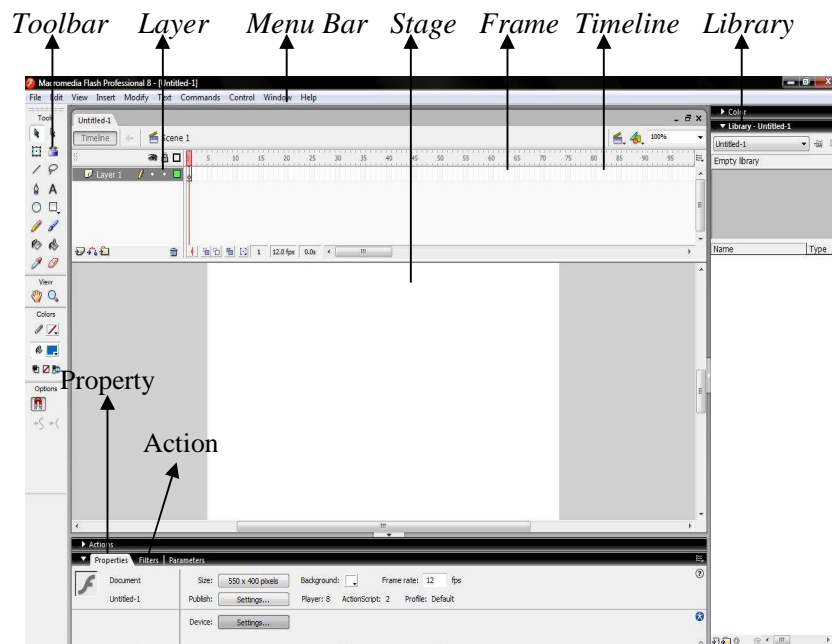 Toolbar Layer Menu Bar Stage Frame Timeline Library
Macromedia Flash Professional 8 - [Untitled-1]
File Edit View Insert Modify Text Commands Control Window Help
Tools
Untitled-1
Timeline Scene 1 100%
5 10 15 20 25 30 35 40 45 50 55 60 65 70 75 80 85 90 95
Layer 1
1 12.0 fps 0.0s
View
Colors
Options
Color
Library - Untitled-1
Untitled-1
Empty library
Name Type
Property
Action
Actions
Properties Filters Parameters
Document Size: 550 x 400 pixels Background: Frame rate: 12 fps
Untitled-1 Publish: Settings... Player: 8 ActionScript: 2 Profile: Default
Device: Settings...